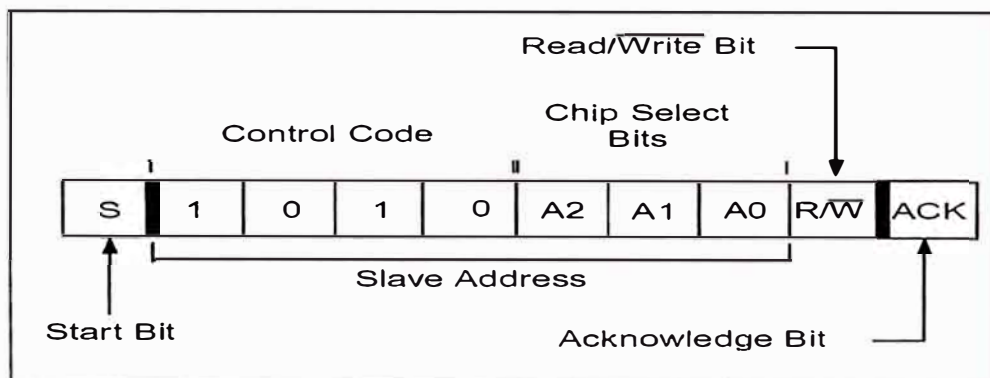 Read/Write Bit
Chip Select
Bits
Control Code
S 1 0 1 0 A2 A1 A0 R/W ACK
Slave Address
Start Bit
Acknowledge Bit